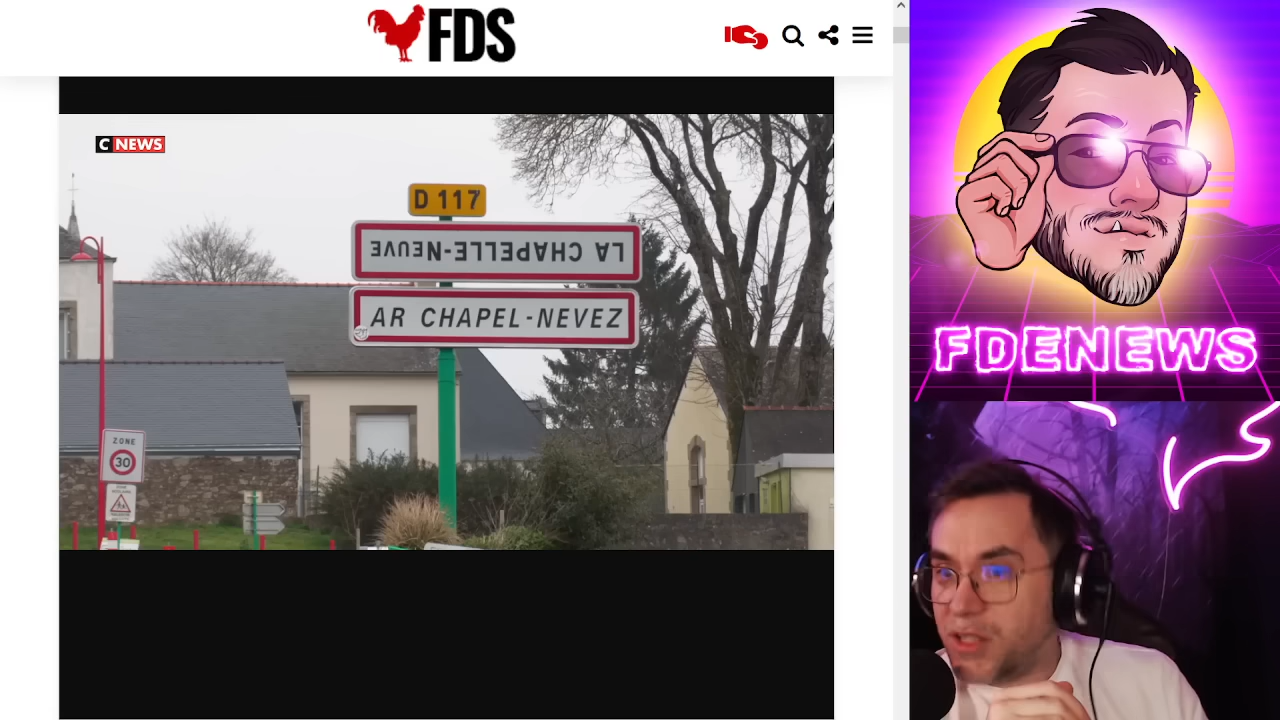 FDS
C NEWS
D 117
LA CHAPELLE-NEUVE
AR CHAPEL-NEVEZ
ZONE
30
FDENEWS